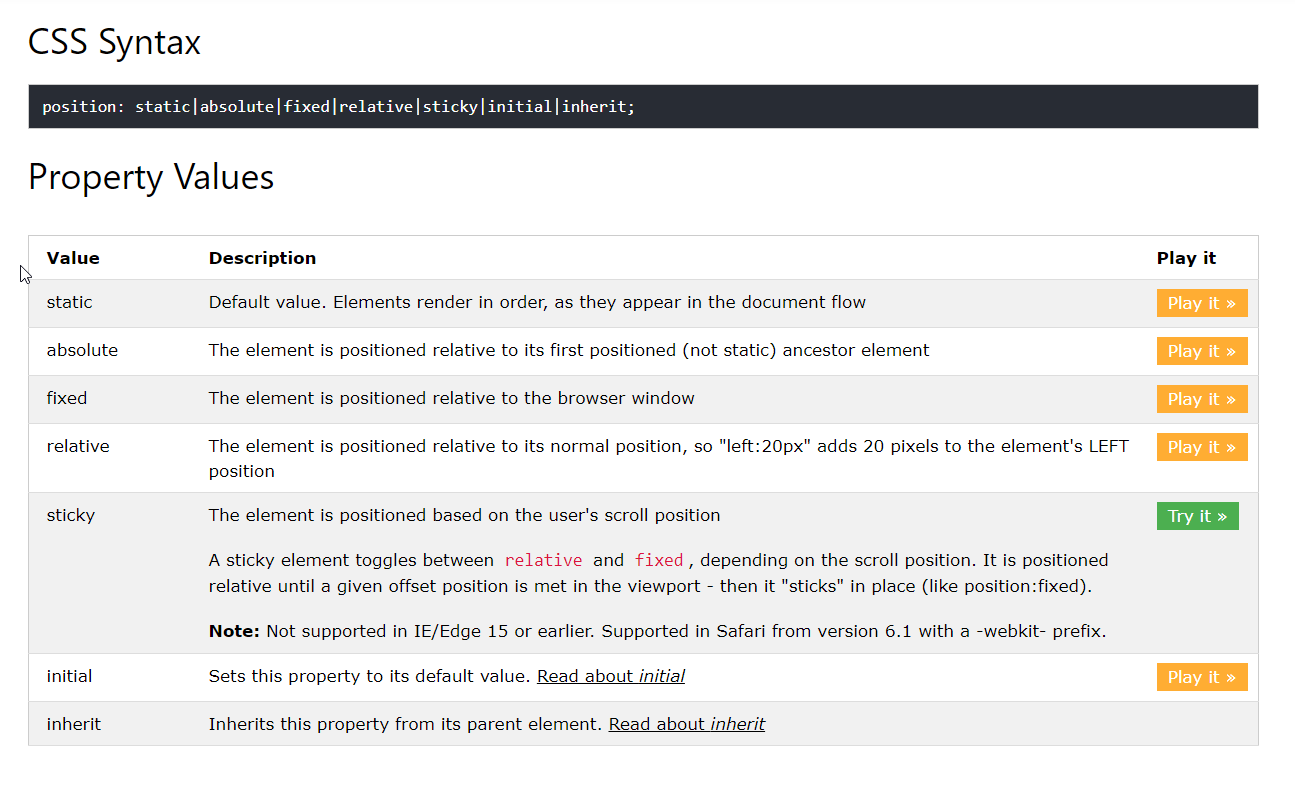 CSS Syntax
position: static|absolute|fixed|relative|sticky|initial|inherit;
Property Values
Value Description Play it
static Default value. Elements render in order, as they appear in the document flow Play it »
absolute The element is positioned relative to its first positioned (not static) ancestor element Play it »
fixed The element is positioned relative to the browser window Play it »
relative The element is positioned relative to its normal position, so "left:20px" adds 20 pixels to the element's LEFT Play it »
position
sticky The element is positioned based on the user's scroll position Try it »
A sticky element toggles between relative and fixed, depending on the scroll position. It is positioned
relative until a given offset position is met in the viewport - then it "sticks" in place (like position:fixed).
Note: Not supported in IE/Edge 15 or earlier. Supported in Safari from version 6.1 with a -webkit- prefix.
initial Sets this property to its default value. Read about initial Play it »
inherit Inherits this property from its parent element. Read about inherit